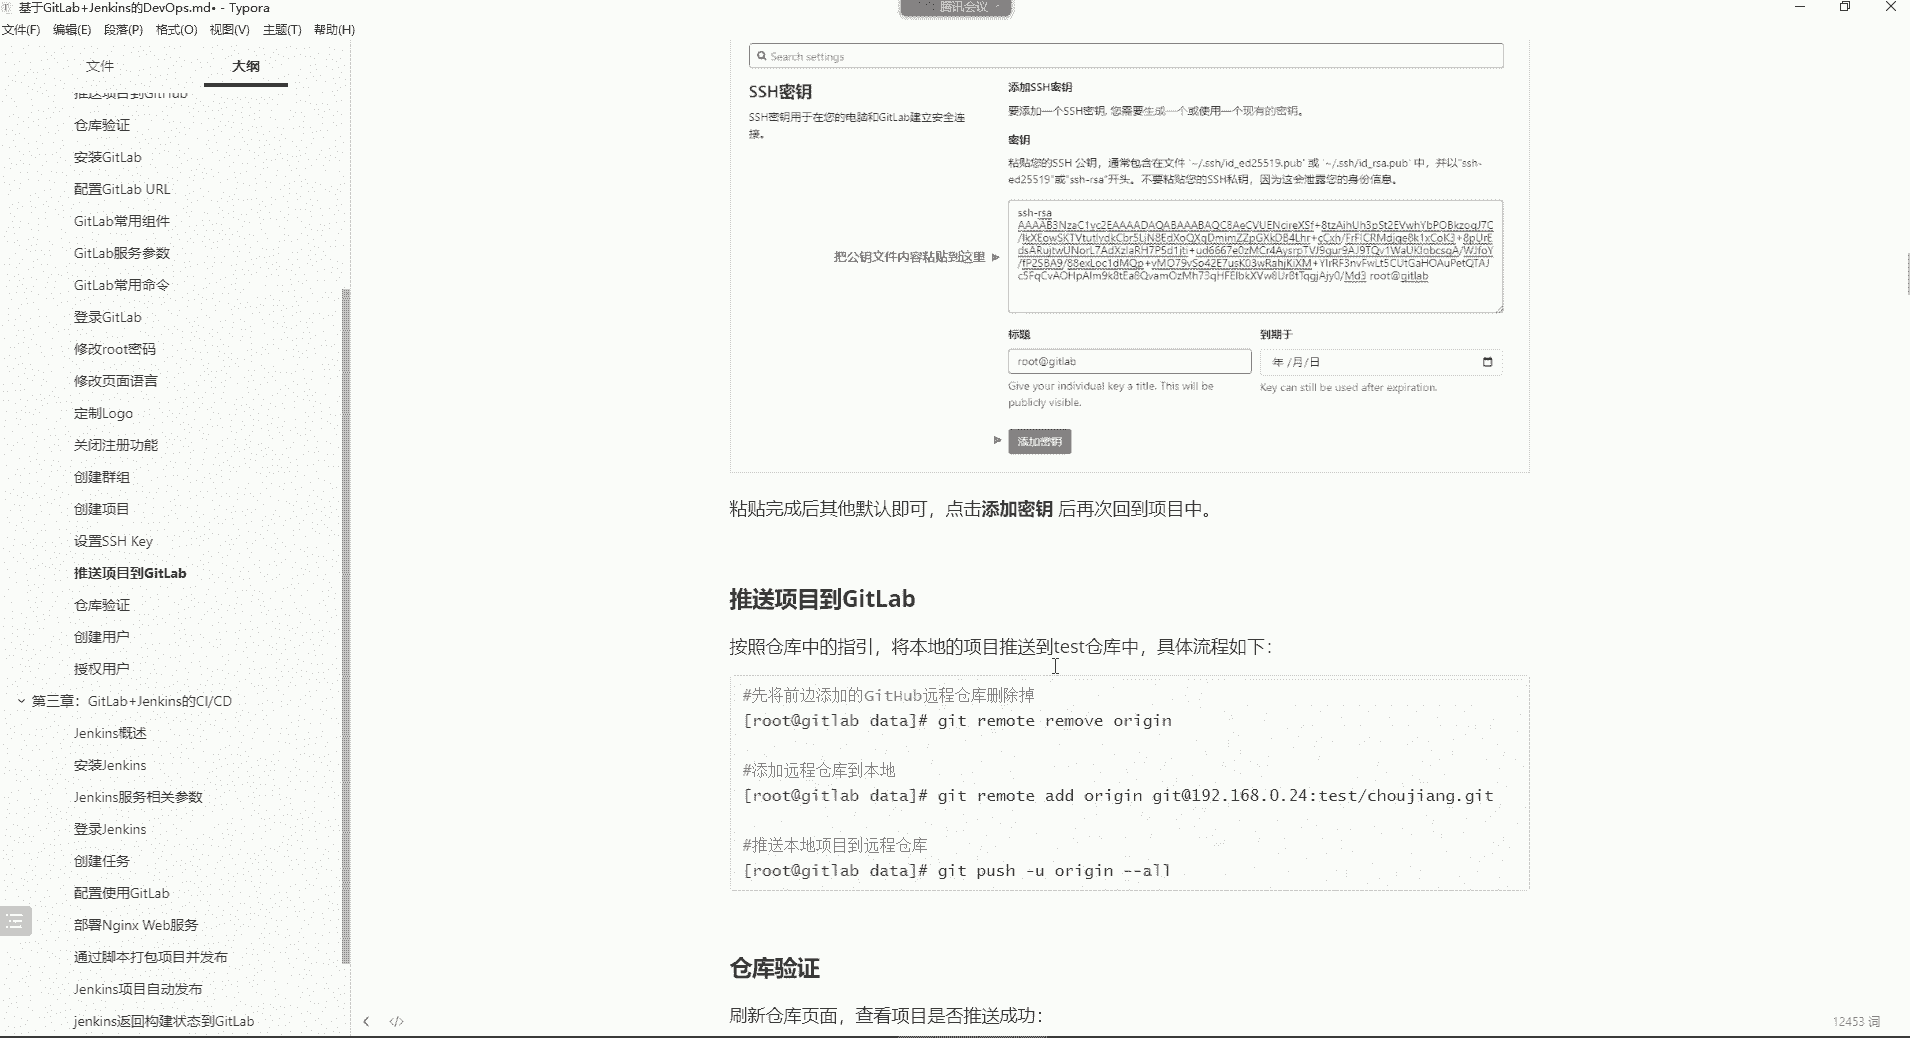 基于GitLab+Jenkins的DevOps.md• - Typora
腾讯会议
文件(F) 编辑(E) 段落(P) 格式(O) 视图(V) 主题(T) 帮助(H)
文件 大纲
推送项目到GitHub
仓库验证
安装GitLab
配置GitLab URL
GitLab常用组件
GitLab服务参数
GitLab常用命令
登录GitLab
修改root密码
修改页面语言
定制Logo
关闭注册功能
创建群组
创建项目
设置SSH Key
推送项目到GitLab
仓库验证
创建用户
授权用户
第三章：GitLab+Jenkins的CI/CD
Jenkins概述
安装Jenkins
Jenkins服务相关参数
登录Jenkins
创建任务
配置使用GitLab
部署Nginx Web服务
通过脚本打包项目并发布
Jenkins项目自动发布
jenkins返回构建状态到GitLab
Search settings
SSH密钥
SSH密钥用于在您的电脑和GitLab建立安全连
接。
添加SSH密钥
要添加一个SSH密钥, 您需要生成一个或使用一个现有的密钥。
密钥
粘贴您的SSH 公钥，通常包含在文件 '~/.ssh/id_ed25519.pub' 或 '~/.ssh/id_rsa.pub' 中，并以"ssh-
ed25519"或"ssh-rsa"开头。不要粘贴您的SSH私钥，因为这会泄露您的身份信息。
把公钥文件内容粘贴到这里
ssh-rsa
root@gitlab
标题
root@gitlab
Give your individual key a title. This will be
publicly visible.
到期于
年 /月/日
Key can still be used after expiration.
添加密钥
粘贴完成后其他默认即可，点击添加密钥 后再次回到项目中。
推送项目到GitLab
按照仓库中的指引，将本地的项目推送到test仓库中，具体流程如下：
#先将前边添加的GitHub远程仓库删除掉
[root@gitlab data]# git remote remove origin
#添加远程仓库到本地
[root@gitlab data]# git remote add origin git@192.168.0.24:test/choujiang.git
#推送本地项目到远程仓库
[root@gitlab data]# git push -u origin --all
仓库验证
刷新仓库页面，查看项目是否推送成功：
12453 词